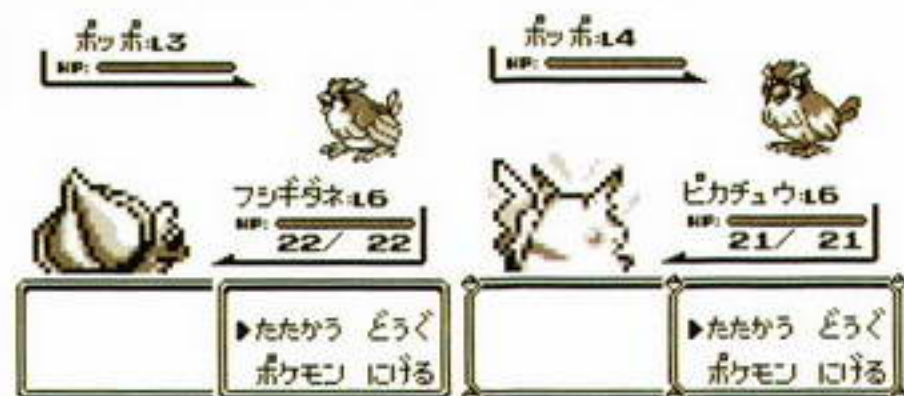 ポッポ:L3
HP:
フシギダネ:L6
HP:
22/ 22
▶たたかう どうぐ
ポケモン にげる
ポッポ:L4
HP:
ピカチュウ:L6
HP:
21/ 21
▶たたかう どうぐ
ポケモン にげる